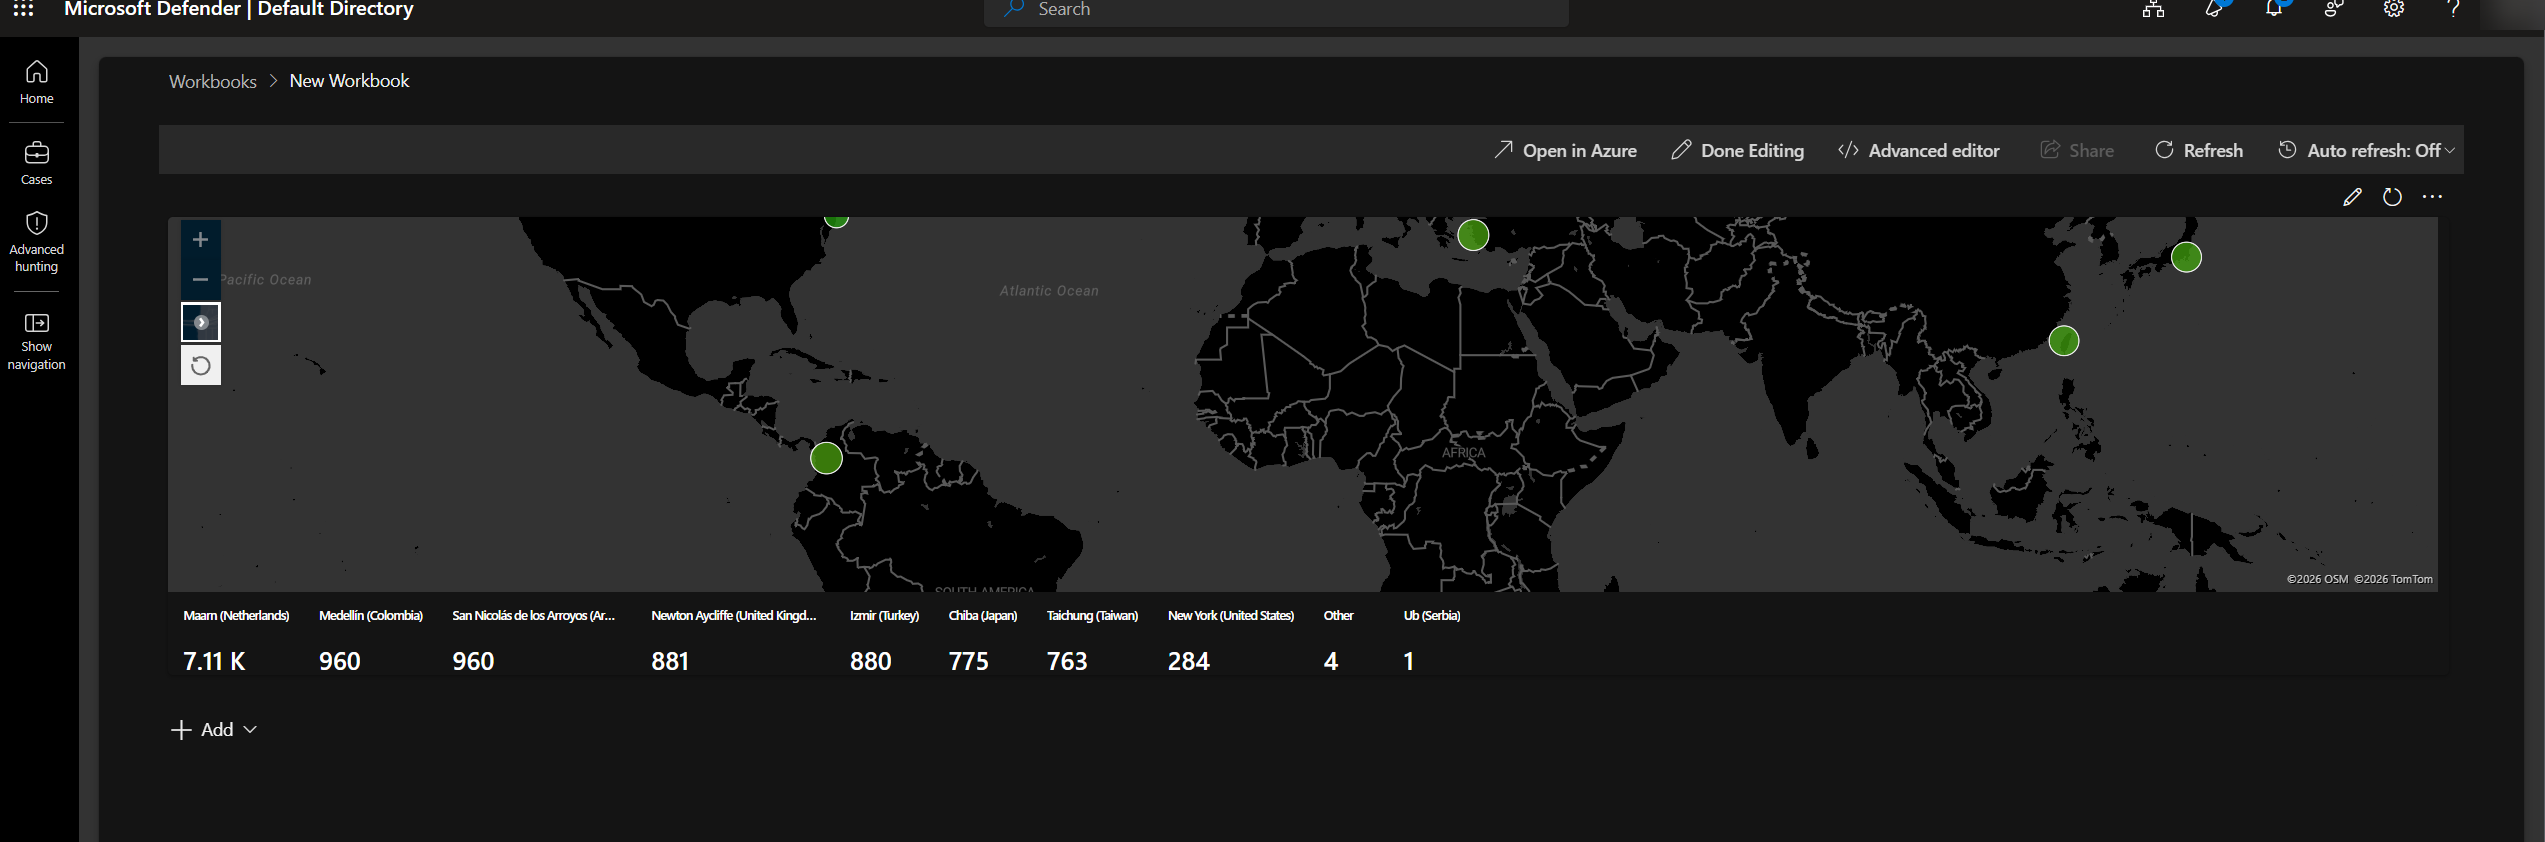 Microsoft Defender | Default Directory
Search
Home
Cases
Advanced
hunting
Show
navigation
Workbooks > New Workbook
Open in Azure
Done Editing
Advanced editor
Share
Refresh
Auto refresh: Off
Pacific Ocean
Atlantic Ocean
AFRICA
SOUTH AMERICA
©2026 OSM ©2026 TomTom
Maarn (Netherlands)
7.11 K
Medellín (Colombia)
960
San Nicolás de los Arroyos (Ar...
960
Newton Aycliffe (United Kingd...
881
Izmir (Turkey)
880
Chiba (Japan)
775
Taichung (Taiwan)
763
New York (United States)
284
Other
4
Ub (Serbia)
1
Add